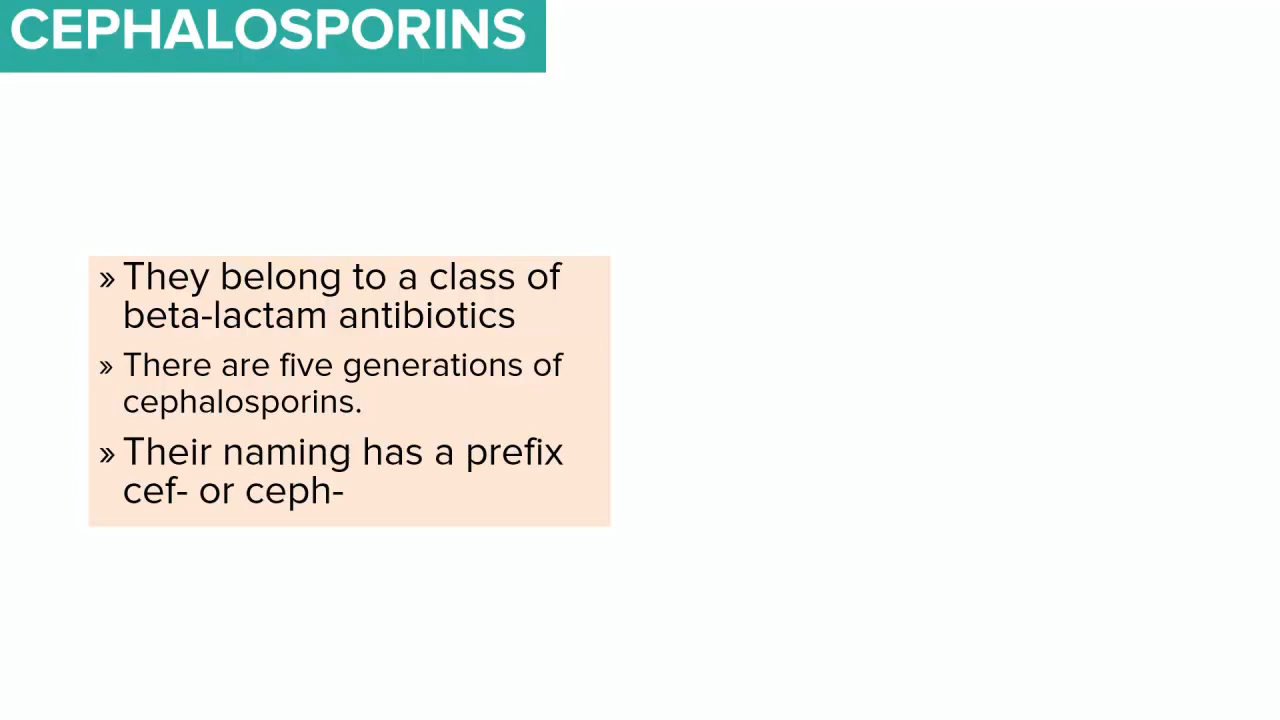 CEPHALOSPORINS
» They belong to a class of
beta-lactam antibiotics
» There are five generations of
cephalosporins.
» Their naming has a prefix
cef- or ceph-